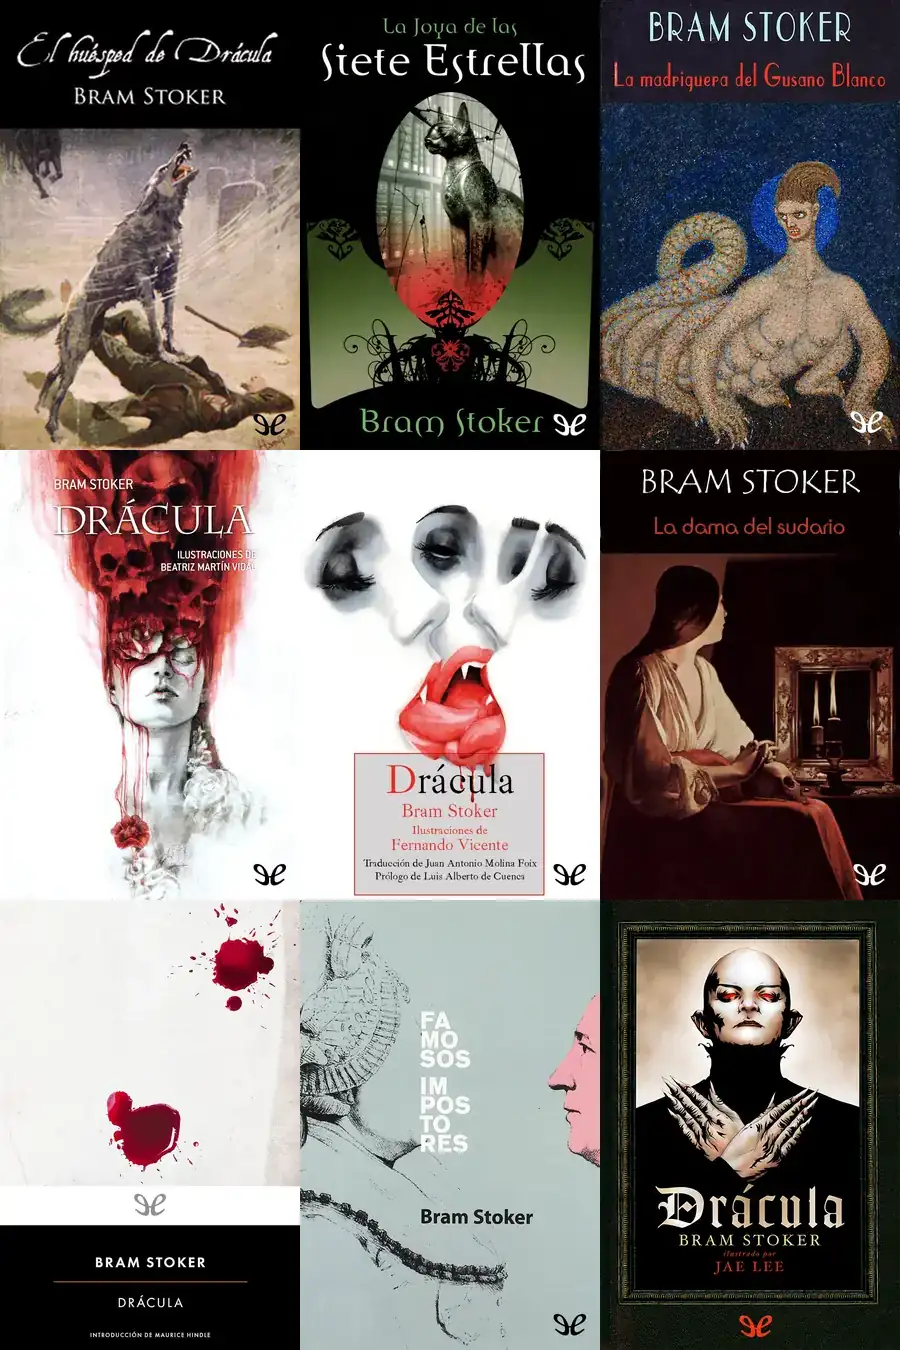 El huésped de Drácula
BRAM STOKER
La Joya de las
Siete Estrellas
Bram Stoker
BRAM STOKER
La madriguera del Gusano Blanco
BRAM STOKER
DRÁCULA
ILUSTRACIONES DE
BEATRIZ MARTÍN VIDAL
Drácula
Bram Stoker
Ilustraciones de
Fernando Vicente
Traducción de Juan Antonio Molina Foix
Prólogo de Luis Alberto de Cuenca
BRAM STOKER
La dama del sudario
BRAM STOKER
DRÁCULA
INTRODUCCIÓN DE MAURICE HINDLE
FA
MO
SOS
IM
POS
TO
RES
Bram Stoker
Drácula
BRAM STOKER
ilustrado por
JAE LEE